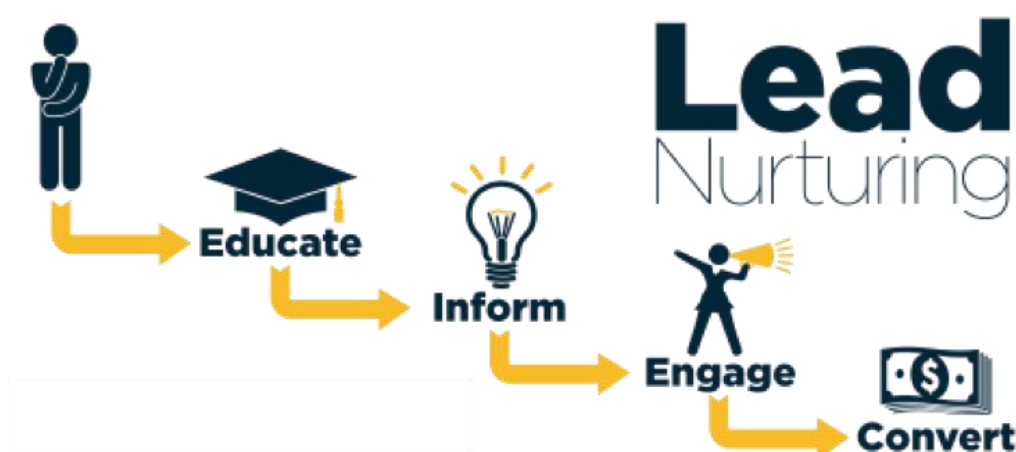 Lead
Nurturing
Educate
Inform
Engage
$
Convert